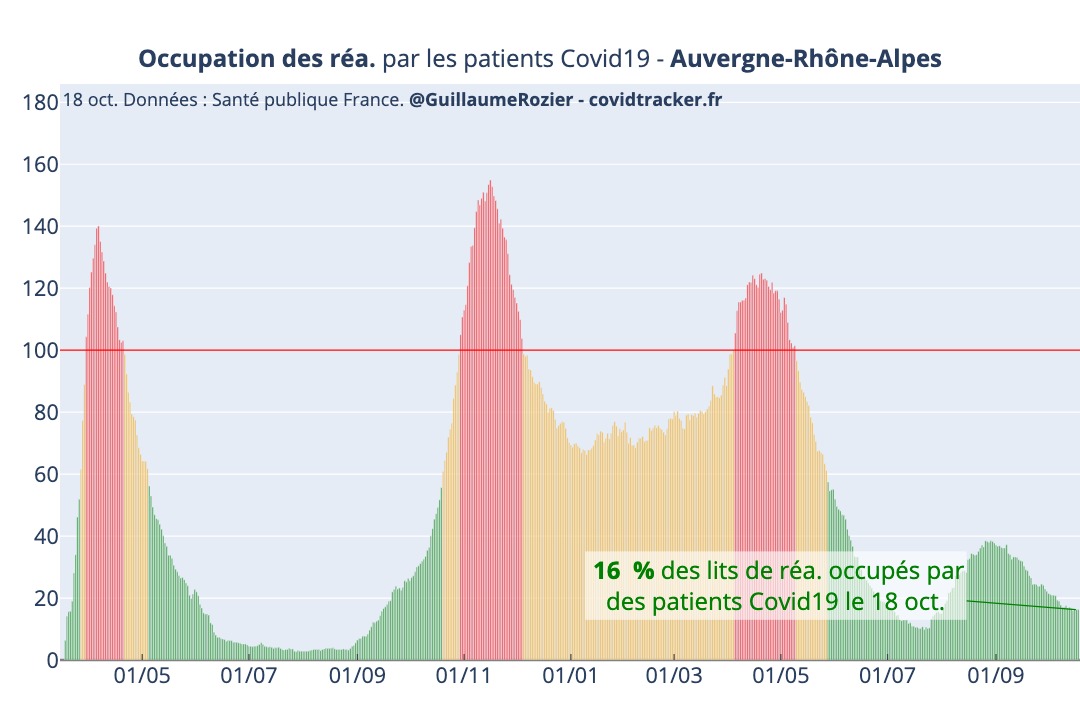 Occupation des réa. par les patients Covid19 - Auvergne-Rhône-Alpes
18 oct. Données : Santé publique France. @GuillaumeRozier - covidtracker.fr
180
160
140
120
100
80
60
40
20
0
16 % des lits de réa. occupés par
des patients Covid19 le 18 oct.
01/05 01/07 01/09 01/11 01/01 01/03 01/05 01/07 01/09